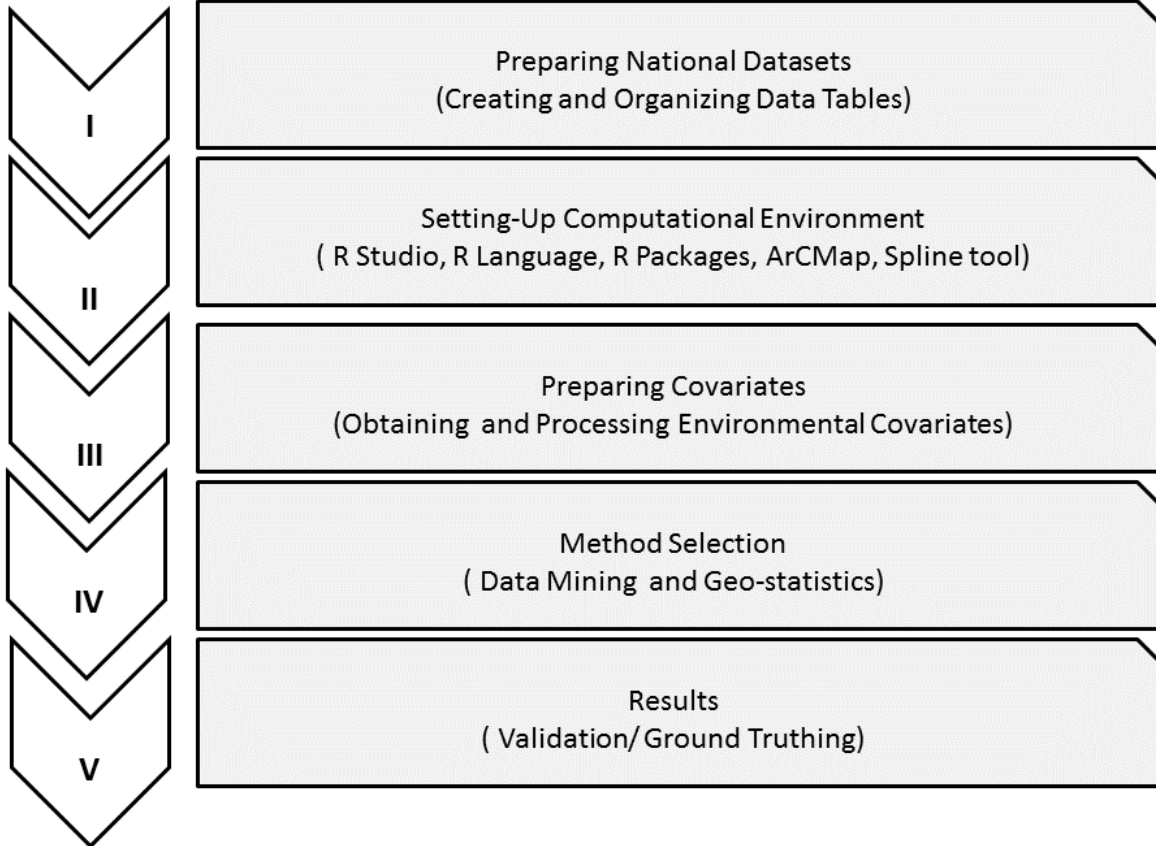 I
Preparing National Datasets
(Creating and Organizing Data Tables)
II
Setting-Up Computational Environment
( R Studio, R Language, R Packages, ArCMap, Spline tool)
III
Preparing Covariates
(Obtaining and Processing Environmental Covariates)
IV
Method Selection
( Data Mining and Geo-statistics)
V
Results
( Validation/ Ground Truthing)